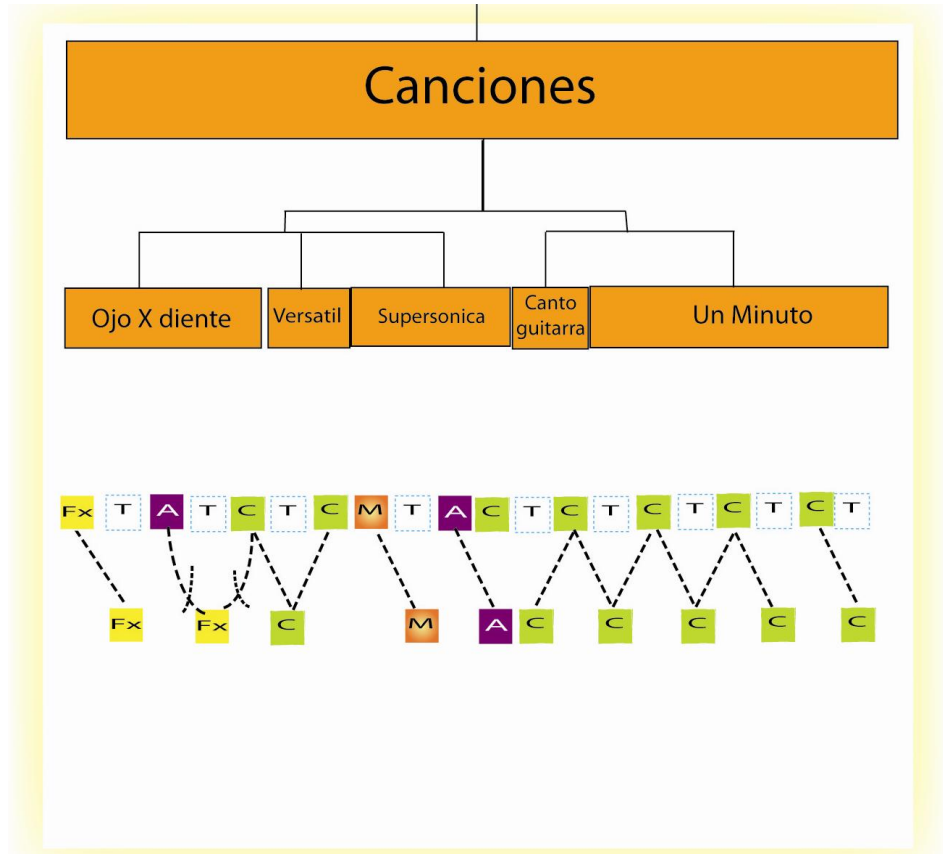 Canciones
Ojo X diente
Versatil
Supersonica
Canto
guitarra
Un Minuto
Fx T A T C T C M T A C T C T C T C T C T
Fx Fx C M A C C C C C